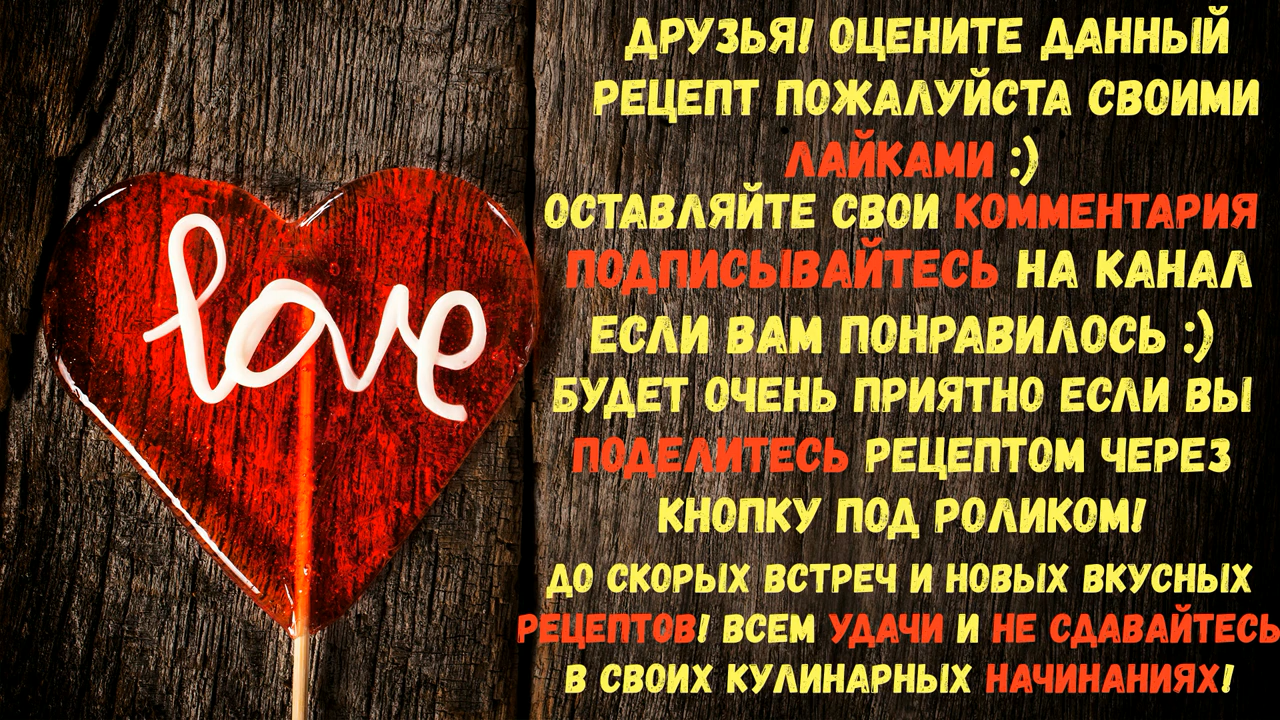 love
ДРУЗЬЯ! ОЦЕНИТЕ ДАННЫЙ
РЕЦЕПТ ПОЖАЛУЙСТА СВОИМИ
ЛАЙКАМИ :)
ОСТАВЛЯЙТЕ СВОИ КОММЕНТАРИЯ
ПОДПИСЫВАЙТЕСЬ НА КАНАЛ
ЕСЛИ ВАМ ПОНРАВИЛОСЬ :)
БУДЕТ ОЧЕНЬ ПРИЯТНО ЕСЛИ ВЫ
ПОДЕЛИТЕСЬ РЕЦЕПТОМ ЧЕРЕЗ
КНОПКУ ПОД РОЛИКОМ!
ДО СКОРЫХ ВСТРЕЧ И НОВЫХ ВКУСНЫХ
РЕЦЕПТОВ! ВСЕМ УДАЧИ И НЕ СДАВАЙТЕСЬ
В СВОИХ КУЛИНАРНЫХ НАЧИНАНИЯХ!